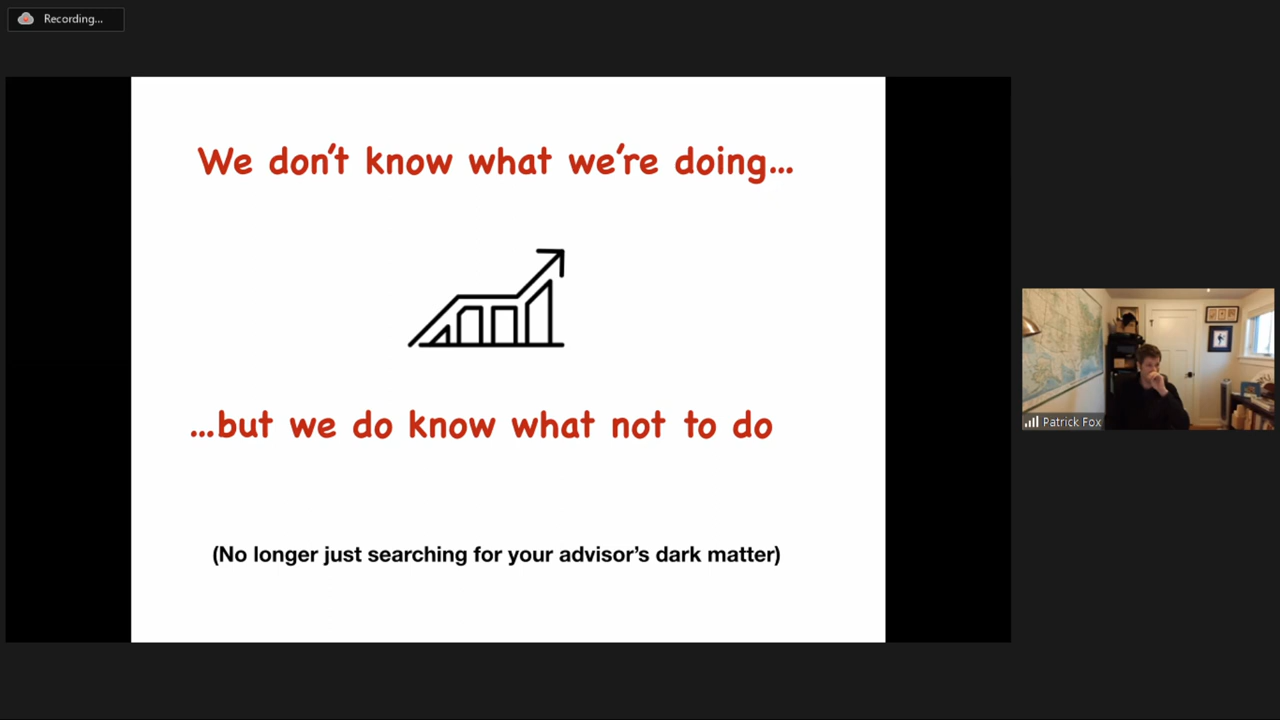 Recording...
We don't know what we're doing...
...but we do know what not to do
(No longer just searching for your advisor's dark matter)
Patrick Fox